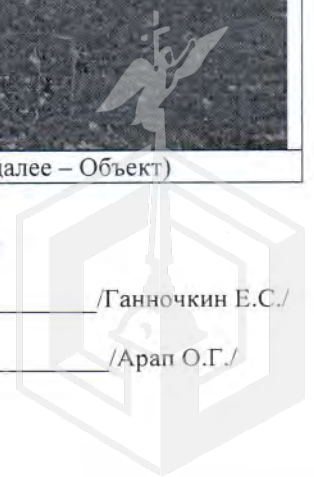 далее – Объект)
/Ганночкин Е.С./
/Арап О.Г./